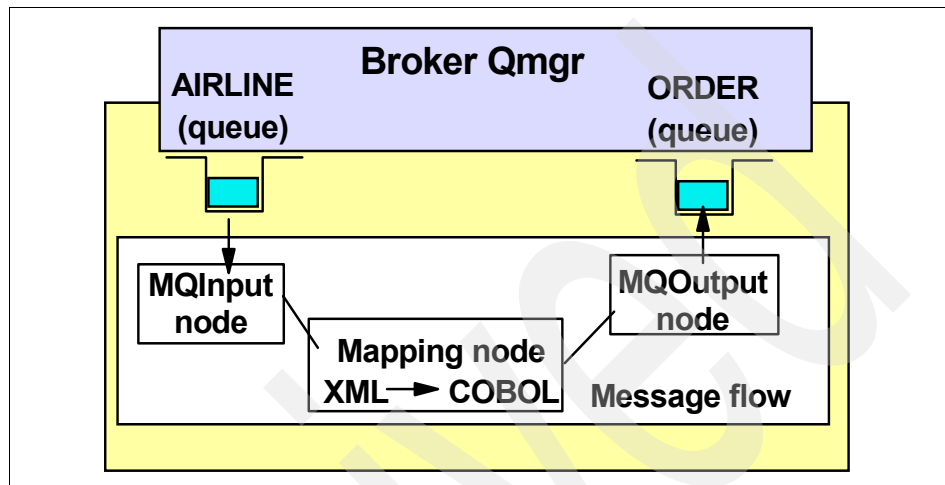 Broker Qmgr
AIRLINE
(queue)
ORDER
(queue)
MQInput
node
MQOutput
node
Mapping node
XML COBOL
Message flow